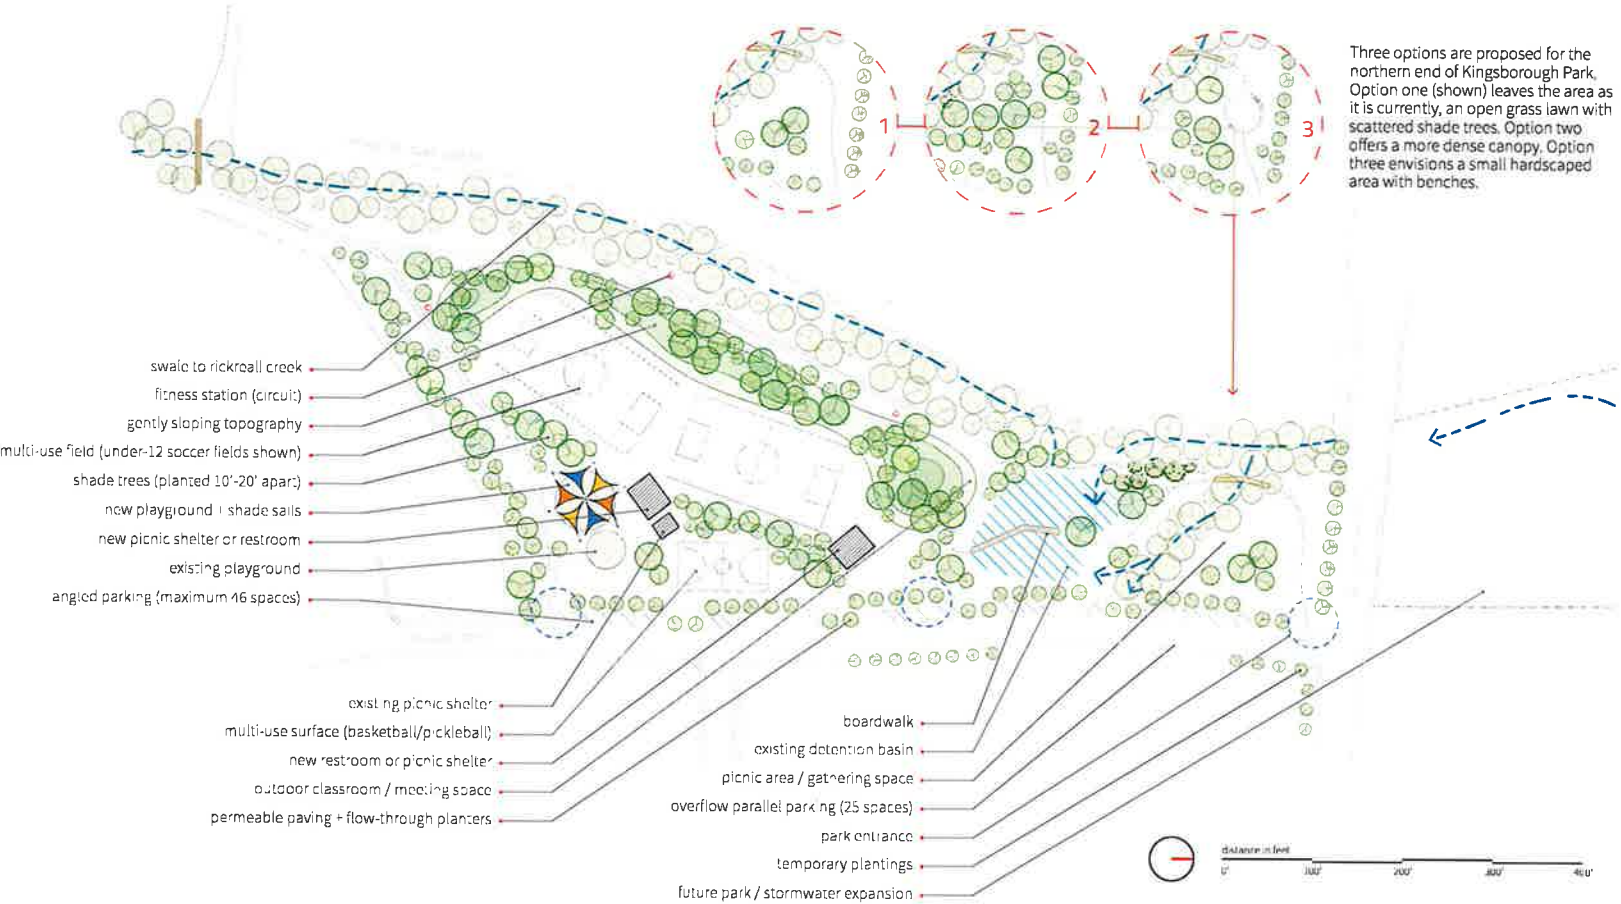 Three options are proposed for the
northern end of Kingsborough Park.
Option one (shown) leaves the area as
it is currently, an open grass lawn with
scattered shade trees. Option two
offers a more dense canopy. Option
three envisions a small hardscaped
area with benches.
1
2
3
swale to rickreall creek
fitness station (circuit)
gently sloping topography
multi-use field (under-12 soccer fields shown)
shade trees (planted 10'-20' apart)
new playground + shade sails
new picnic shelter or restroom
existing playground
angled parking (maximum 46 spaces)
existing picnic shelter
multi-use surface (basketball/pickleball)
new restroom or picnic shelter
outdoor classroom / meeting space
permeable paving + flow-through planters
boardwalk
existing detention basin
picnic area / gathering space
overflow parallel parking (25 spaces)
park entrance
temporary plantings
future park / stormwater expansion
distance in feet
0' 100' 200' 300' 400'